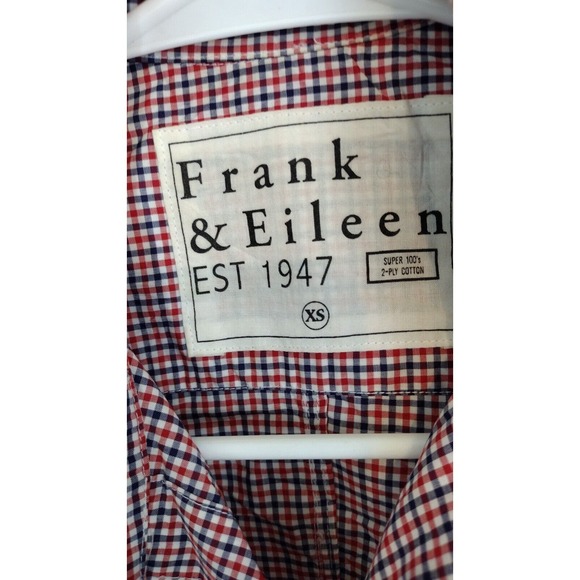 Frank
& Eileen
EST 1947
SUPER 100's
2-PLY COTTON
XS